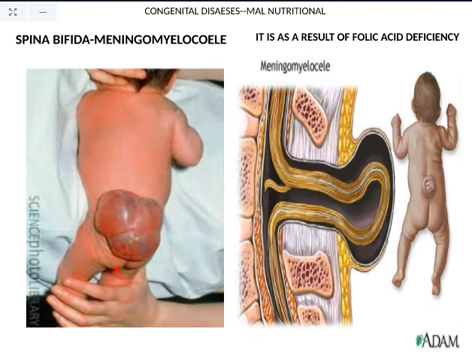 CONGENITAL DISAESES--MAL NUTRITIONAL
SPINA BIFIDA-MENINGOMYELOCOELE
IT IS AS A RESULT OF FOLIC ACID DEFICIENCY
Meningomyelocele
SCIENCEphotoLIBRARY
ADAM.